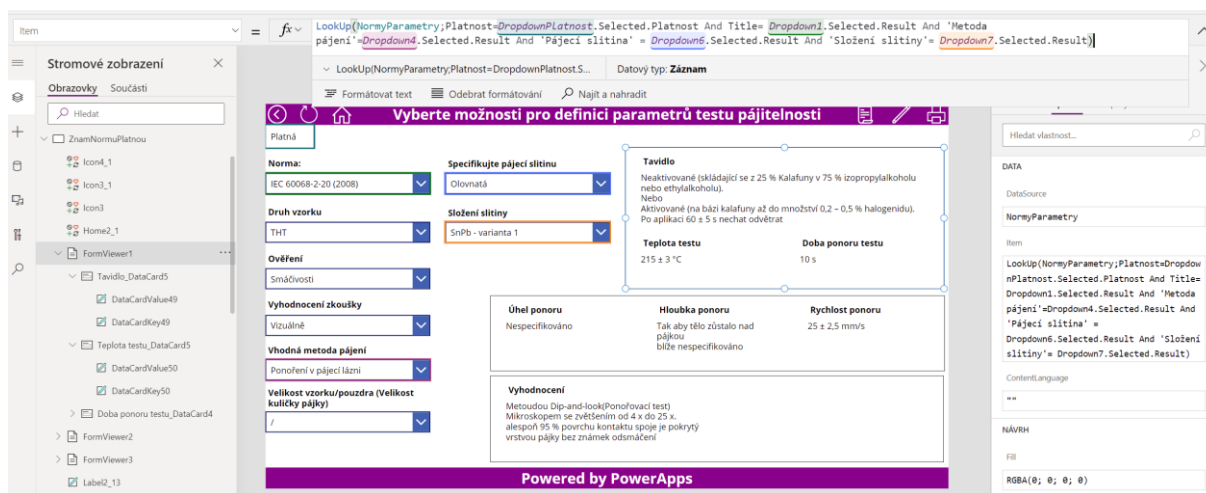 Item
=
fx
LookUp(NormyParametry;Platnost=DropdownPLatnost.Selected.Platnost And Title= Dropdown1.Selected.Result And 'Metoda
pájení'=Dropdown4.Selected.Result And 'Pájecí slitina' = Dropdown6.Selected.Result And 'Složení slitiny'= Dropdown7.Selected.Result)
LookUp(NormyParametry;Platnost=DropdownPlatnost.S...
Datový typ: Záznam
Formátovat text
Odebrat formátování
Najít a nahradit
Stromové zobrazení
Obrazovky
Součásti
Hledat
ZnamNormuPlatnou
Icon4_1
Icon3_1
Icon3
Home2_1
FormViewer1
...
Tavidlo_DataCard5
DataCardValue49
DataCardKey49
Teplota testu_DataCard5
DataCardValue50
DataCardKey50
Doba ponoru testu_DataCard4
FormViewer2
FormViewer3
Label2_13
Vyberte možnosti pro definici parametrů testu pájitelnosti
Platná
Norma:
IEC 60068-2-20 (2008)
Druh vzorku
THT
Ověření
Smáčivosti
Vyhodnocení zkoušky
Vizuálně
Vhodná metoda pájení
Ponoření v pájecí lázni
Velikost vzorku/pouzdra (Velikost
kuličky pájky)
/
Specifikujte pájecí slitinu
Olovnatá
Složení slitiny
SnPb - varianta 1
Tavidlo
Neaktivované (skládající se z 25 % Kalafuny v 75 % izopropylalkoholu
nebo ethylalkoholu).
Nebo
Aktivované (na bázi kalafuny až do množství 0,2 – 0,5 % halogenidu).
Po aplikaci 60 ± 5 s nechat odvětrat
Teplota testu
215 ± 3 °C
Doba ponoru testu
10 s
Úhel ponoru
Nespecifikováno
Hloubka ponoru
Tak aby tělo zůstalo nad
pájkou
blíže nespecifikováno
Rychlost ponoru
25 ± 2,5 mm/s
Vyhodnocení
Metoudou Dip-and-look(Ponořovací test)
Mikroskopem se zvětšením od 4 x do 25 x.
alespoň 95 % povrchu kontaktu spoje je pokrytý
vrstvou pájky bez známek odsmáčení
Powered by PowerApps
Hledat vlastnost...
DATA
DataSource
NormyParametry
Item
LookUp(NormyParametry;Platnost=Dropdow
nPlatnost.Selected.Platnost And Title=
Dropdown1.Selected.Result And 'Metoda
pájení'=Dropdown4.Selected.Result And
'Pájecí slitina' =
Dropdown6.Selected.Result And 'Složení
slitiny'= Dropdown7.Selected.Result)
ContentLanguage
""
NÁVRH
Fill
RGBA(0; 0; 0; 0)